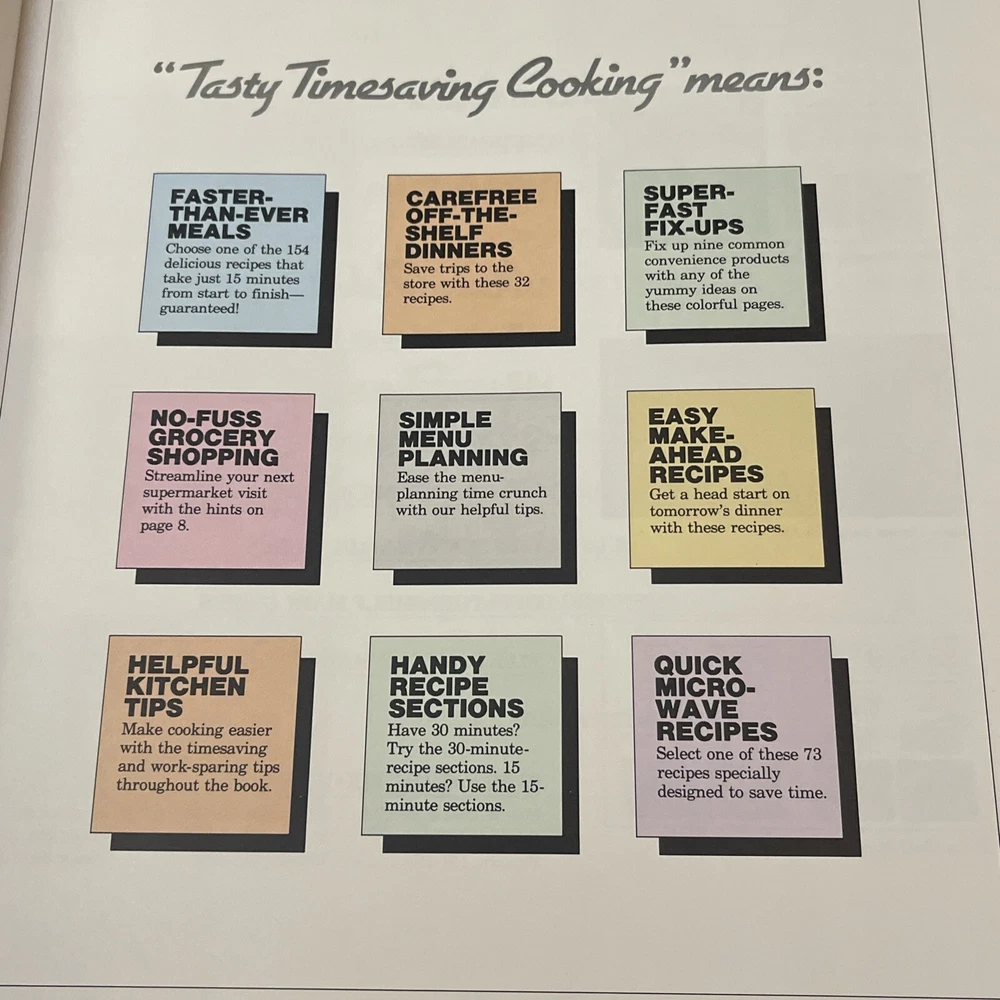 "Tasty Timesaving Cooking" means:
FASTER-
THAN-EVER
MEALS
Choose one of the 154
delicious recipes that
take just 15 minutes
from start to finish—
guaranteed!
CAREFREE
OFF-THE-
SHELF
DINNERS
Save trips to the
store with these 32
recipes.
SUPER-
FAST
FIX-UPS
Fix up nine common
convenience products
with any of the
yummy ideas on
these colorful pages.
NO-FUSS
GROCERY
SHOPPING
Streamline your next
supermarket visit
with the hints on
page 8.
SIMPLE
MENU
PLANNING
Ease the menu-
planning time crunch
with our helpful tips.
EASY
MAKE-
AHEAD
RECIPES
Get a head start on
tomorrow's dinner
with these recipes.
HELPFUL
KITCHEN
TIPS
Make cooking easier
with the timesaving
and work-sparing tips
throughout the book.
HANDY
RECIPE
SECTIONS
Have 30 minutes?
Try the 30-minute-
recipe sections. 15
minutes? Use the 15-
minute sections.
QUICK
MICRO-
WAVE
RECIPES
Select one of these 73
recipes specially
designed to save time.